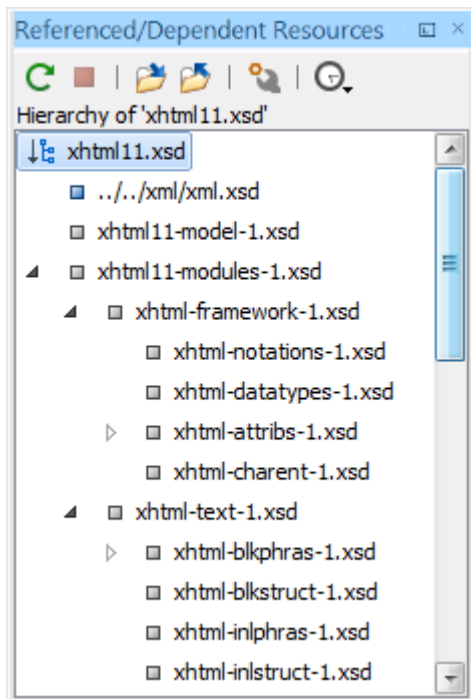 Referenced/Dependent Resources
Hierarchy of 'xhtml11.xsd'
xhtml11.xsd
../../xml/xml.xsd
xhtml11-model-1.xsd
xhtml11-modules-1.xsd
xhtml-framework-1.xsd
xhtml-notations-1.xsd
xhtml-datatypes-1.xsd
xhtml-attribs-1.xsd
xhtml-charent-1.xsd
xhtml-text-1.xsd
xhtml-blkphras-1.xsd
xhtml-blkstruct-1.xsd
xhtml-inlphras-1.xsd
xhtml-inlstruct-1.xsd